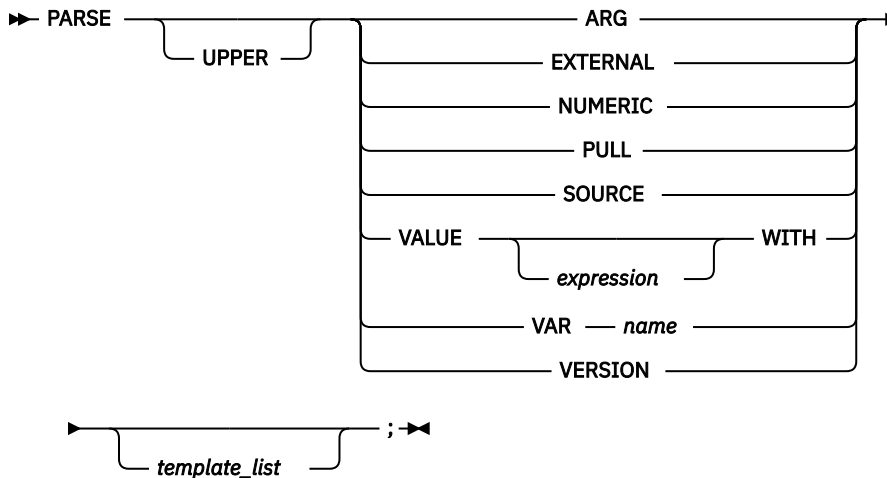 PARSE ARG
UPPER
EXTERNAL
NUMERIC
PULL
SOURCE
VALUE WITH
expression
VAR name
VERSION
;
template_list